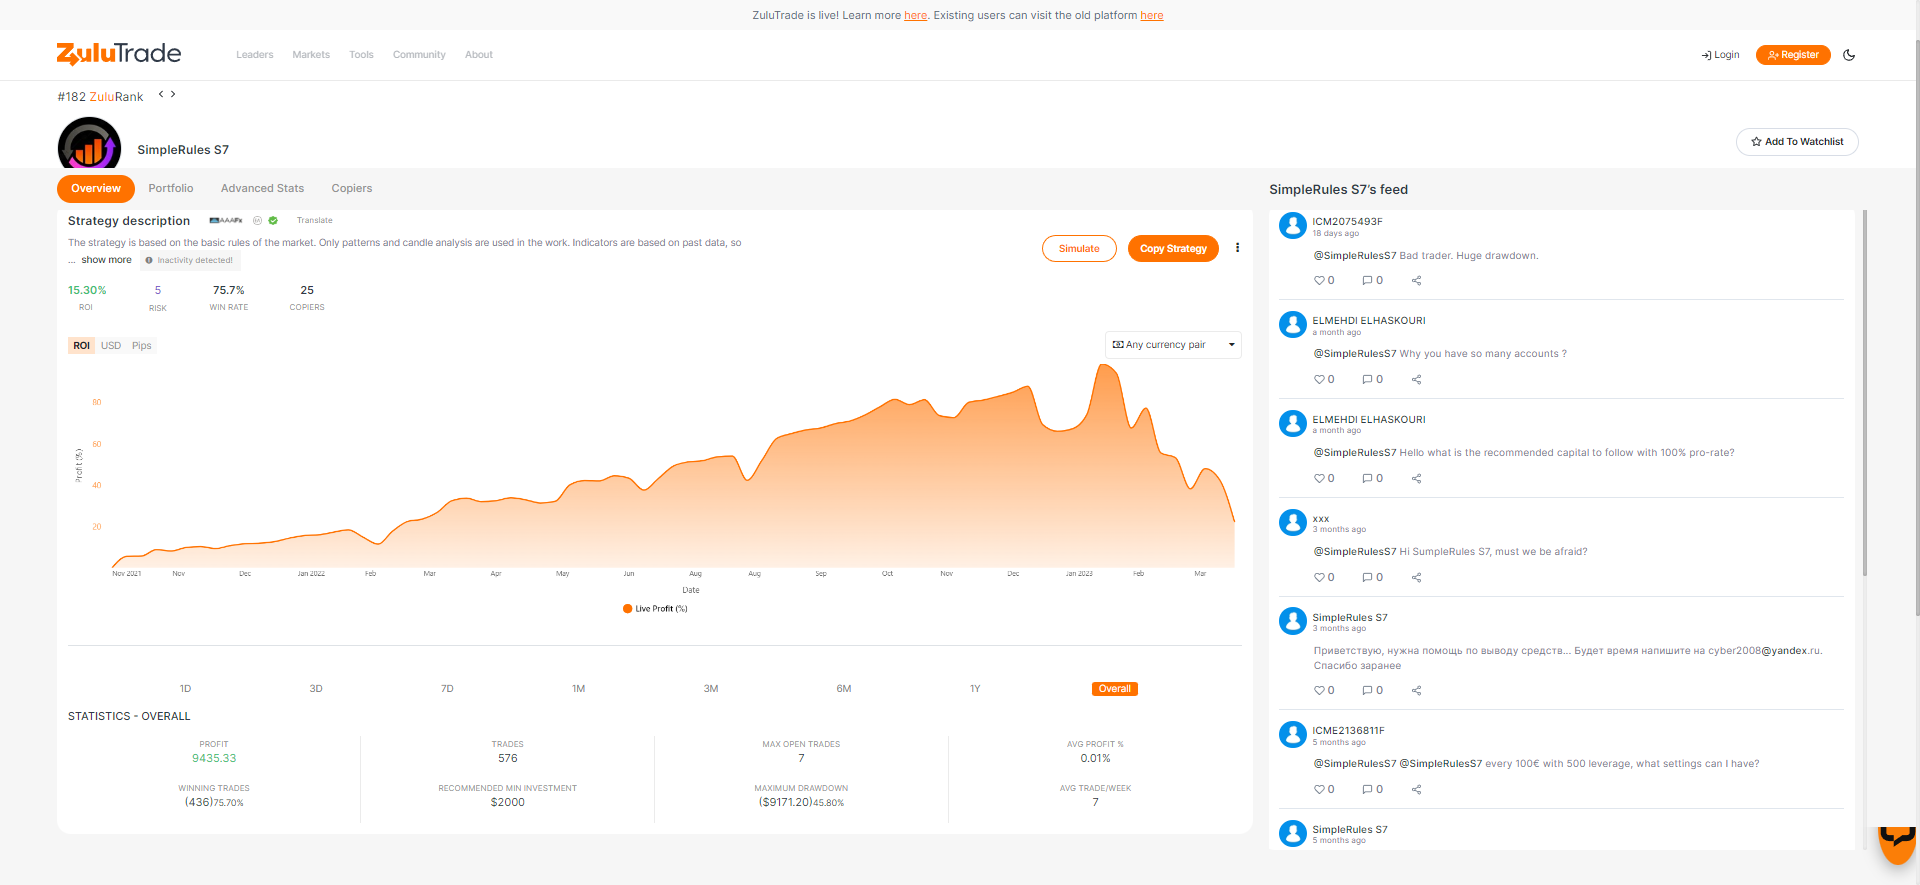 ZuluTrade is live! Learn more here. Existing users can visit the old platform here
ZuluTrade
Leaders
Markets
Tools
Community
About
Login
Register
#182 ZuluRank
SimpleRules S7
Add To Watchlist
Overview
Portfolio
Advanced Stats
Copiers
Strategy description
AAAFx
Translate
The strategy is based on the basic rules of the market. Only patterns and candle analysis are used in the work. Indicators are based on past data, so
... show more
Inactivity detected!
Simulate
Copy Strategy
15.30%
5
75.7%
25
ROI
RISK
WIN RATE
COPIERS
ROI
USD
Pips
Any currency pair
80
60
40
20
Profit (%)
Nov 2021
Nov
Dec
Jan 2022
Feb
Mar
Apr
May
Jun
Aug
Aug
Sep
Oct
Nov
Dec
Jan 2023
Feb
Mar
Date
Live Profit (%)
1D
3D
7D
1M
3M
6M
1Y
Overall
STATISTICS - OVERALL
PROFIT
9435.33
TRADES
576
MAX OPEN TRADES
7
AVG PROFIT %
0.01%
WINNING TRADES
(436)75.70%
RECOMMENDED MIN INVESTMENT
$2000
MAXIMUM DRAWDOWN
($9171.20)45.80%
AVG TRADE/WEEK
7
SimpleRules S7's feed
ICM2075493F
18 days ago
@SimpleRulesS7 Bad trader. Huge drawdown.
0
0
ELMEHDI ELHASKOURI
a month ago
@SimpleRulesS7 Why you have so many accounts ?
0
0
ELMEHDI ELHASKOURI
a month ago
@SimpleRulesS7 Hello what is the recommended capital to follow with 100% pro-rate?
0
0
xxx
3 months ago
@SimpleRulesS7 Hi SumpleRules S7, must we be afraid?
0
0
SimpleRules S7
3 months ago
Приветствую, нужна помощь по выводу средств... Будет время напишите на cyber2008@yandex.ru.
Спасибо заранее
0
0
ICME2136811F
5 months ago
@SimpleRulesS7 @SimpleRulesS7 every 100€ with 500 leverage, what settings can I have?
0
0
SimpleRules S7
5 months ago